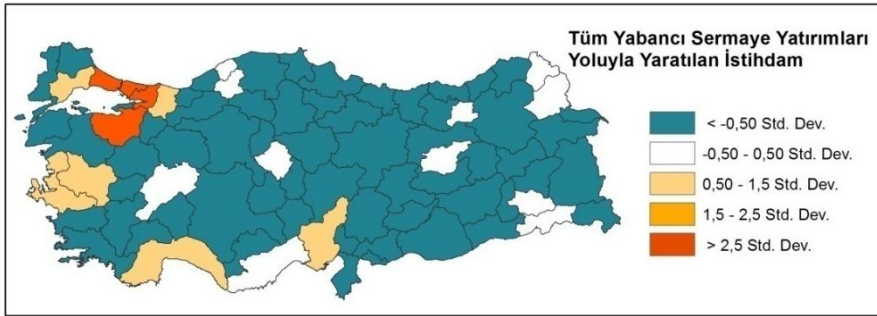 Tüm Yabancı Sermaye Yatırımları
Yoluyla Yaratılan İstihdam
< -0,50 Std. Dev.
-0,50 - 0,50 Std. Dev.
0,50 - 1,5 Std. Dev.
1,5 - 2,5 Std. Dev.
> 2,5 Std. Dev.